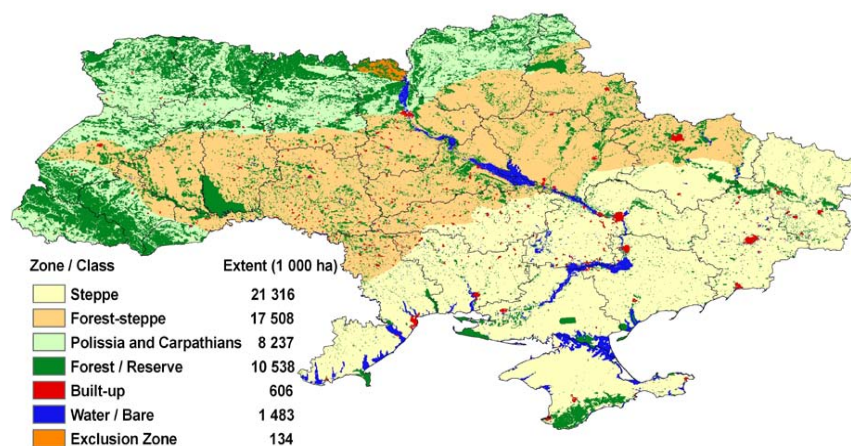 Zone / Class Extent (1 000 ha)
Steppe 21 316
Forest-steppe 17 508
Polissia and Carpathians 8 237
Forest / Reserve 10 538
Built-up 606
Water / Bare 1 483
Exclusion Zone 134